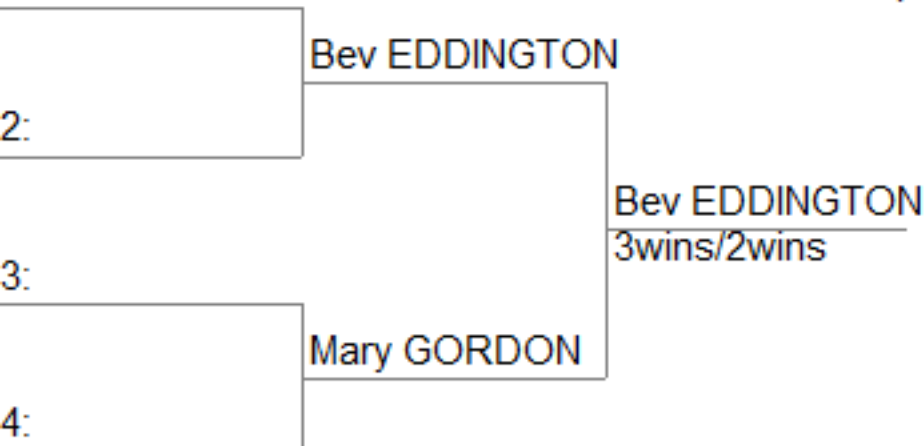 Bev EDDINGTON
2:
Bev EDDINGTON
3wins/2wins
3:
Mary GORDON
4: